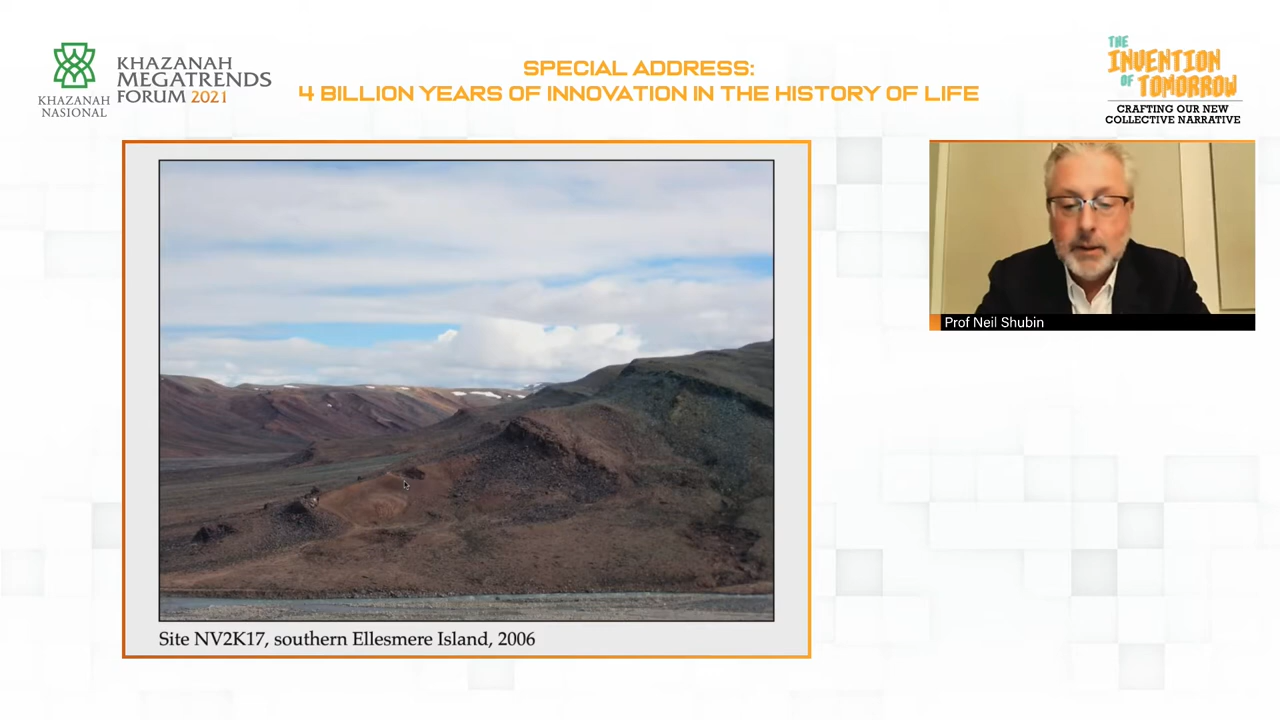 KHAZANAH
NASIONAL
KHAZANAH
MEGATRENDS
FORUM 2021
SPECIAL ADDRESS:
4 BILLION YEARS OF INNOVATION IN THE HISTORY OF LIFE
THE
INVENTION
OF TOMORROW
CRAFTING OUR NEW
COLLECTIVE NARRATIVE
Prof Neil Shubin
Site NV2K17, southern Ellesmere Island, 2006